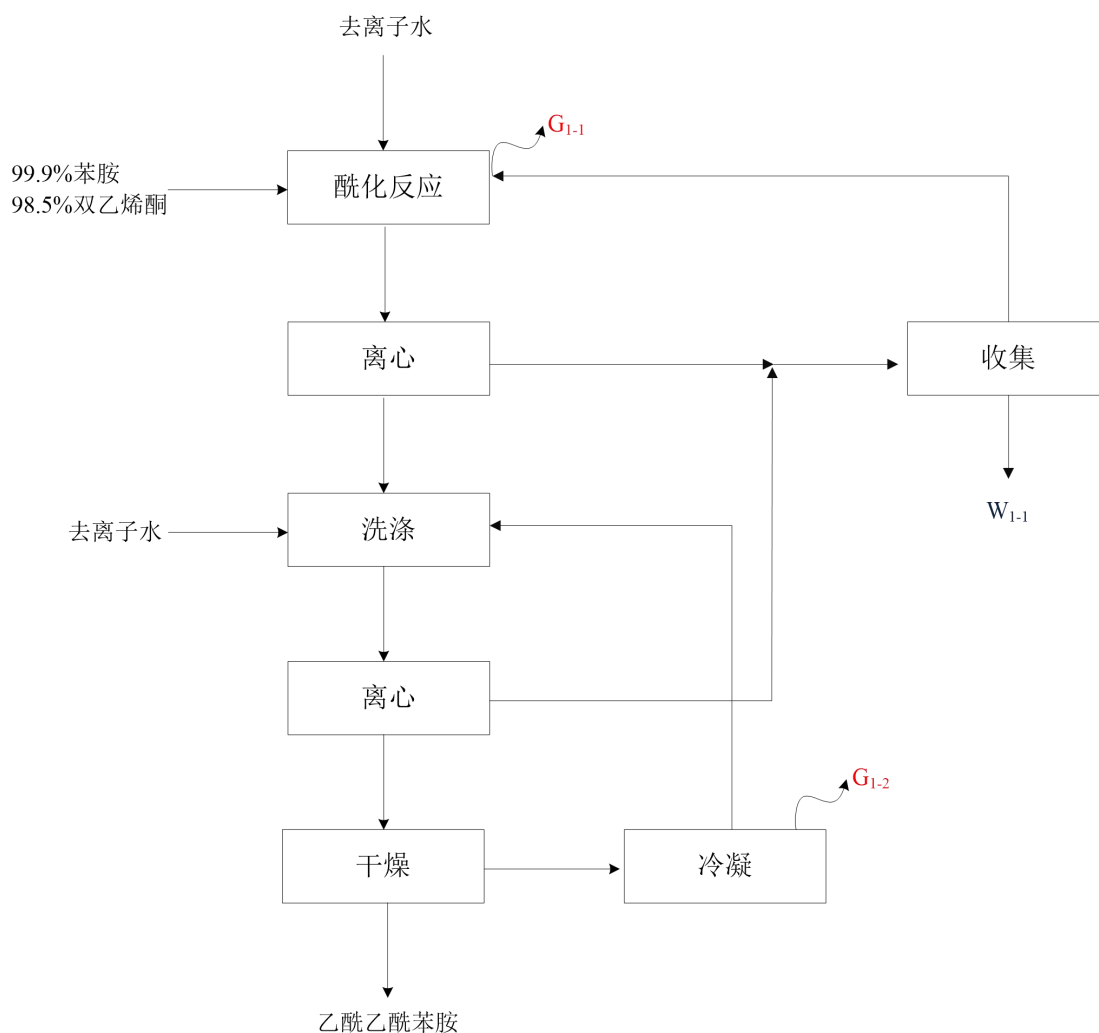 去离子水
G1-1
99.9%苯胺
98.5%双乙烯酮
酰化反应
离心
收集
去离子水
洗涤
W1-1
离心
G1-2
干燥
冷凝
乙酰乙酰苯胺